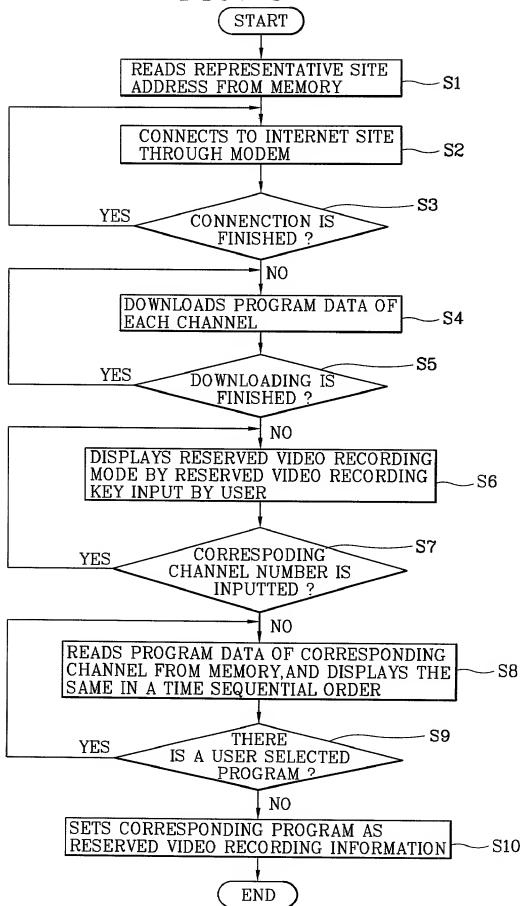 START
READS REPRESENTATIVE SITE
ADDRESS FROM MEMORY
S1
CONNECTS TO INTERNET SITE
THROUGH MODEM
S2
S3
YES
CONNENCTION IS
FINISHED ?
NO
DOWNLOADS PROGRAM DATA OF
EACH CHANNEL
S4
S5
YES
DOWNLOADING IS
FINISHED ?
NO
DISPLAYS RESERVED VIDEO RECORDING
MODE BY RESERVED VIDEO RECORDING
KEY INPUT BY USER
S6
S7
YES
CORRESPODING
CHANNEL NUMBER IS
INPUTTED ?
NO
READS PROGRAM DATA OF CORRESPONDING
CHANNEL FROM MEMORY, AND DISPLAYS THE
SAME IN A TIME SEQUENTIAL ORDER
S8
S9
YES
THERE
IS A USER SELECTED
PROGRAM ?
NO
SETS CORRESPONDING PROGRAM AS
RESERVED VIDEO RECORDING INFORMATION
S10
END